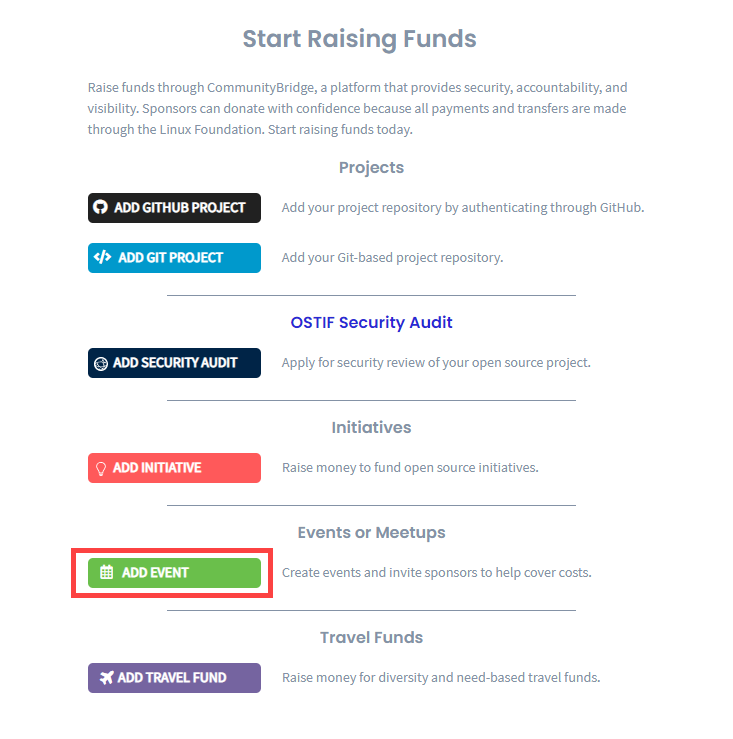 Start Raising Funds
Raise funds through CommunityBridge, a platform that provides security, accountability, and
visibility. Sponsors can donate with confidence because all payments and transfers are made
through the Linux Foundation. Start raising funds today.
Projects
ADD GITHUB PROJECT Add your project repository by authenticating through GitHub.
ADD GIT PROJECT Add your Git-based project repository.
OSTIF Security Audit
ADD SECURITY AUDIT Apply for security review of your open source project.
Initiatives
ADD INITIATIVE Raise money to fund open source initiatives.
Events or Meetups
ADD EVENT Create events and invite sponsors to help cover costs.
Travel Funds
ADD TRAVEL FUND Raise money for diversity and need-based travel funds.